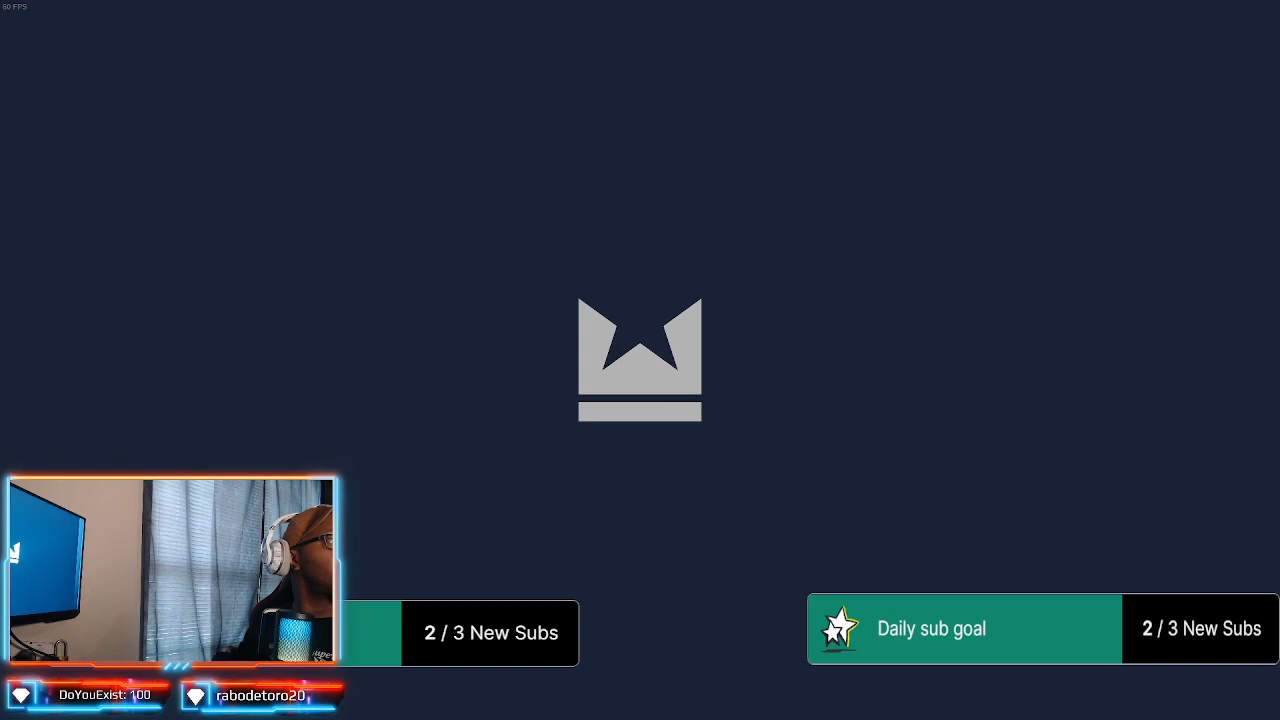 60 FPS
2 / 3 New Subs
Daily sub goal
2 / 3 New Subs
DoYouExist: 100
rabodetoro20